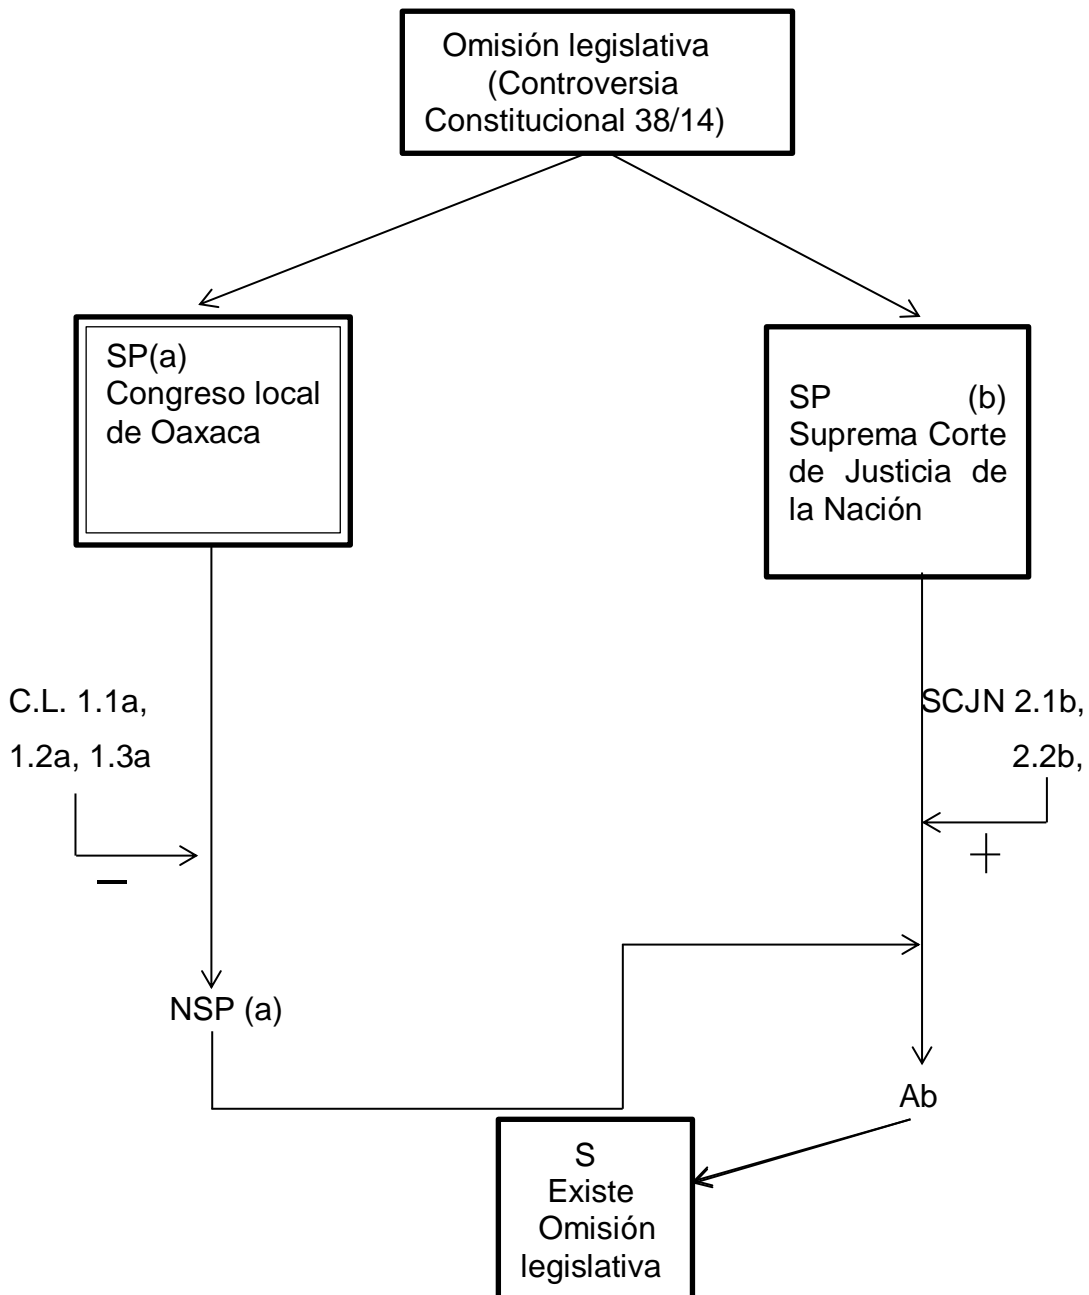 Omisión legislativa
(Controversia
Constitucional 38/14)
SP(a)
Congreso local
de Oaxaca
SP (b)
Suprema Corte
de Justicia de
la Nación
C.L. 1.1a,
1.2a, 1.3a
SCJN 2.1b,
2.2b,
–
+
NSP (a)
Ab
S
Existe
Omisión
legislativa